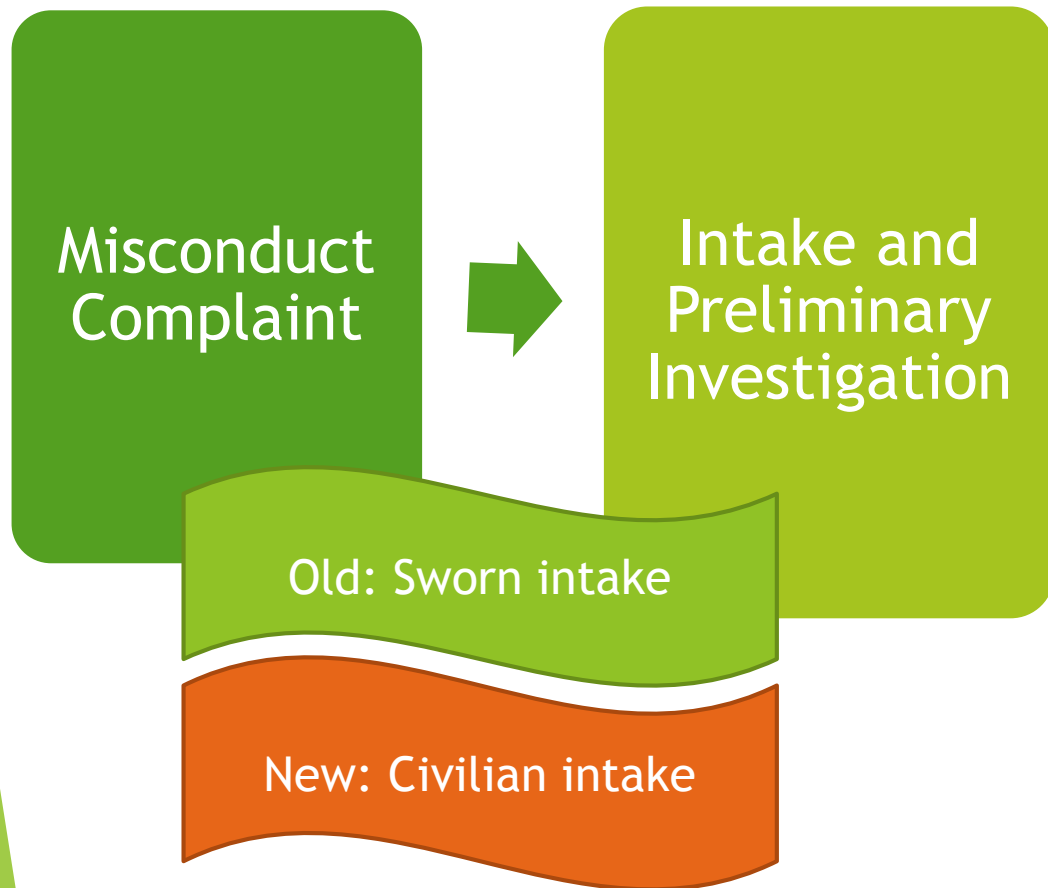 Misconduct
Complaint
Intake and
Preliminary
Investigation
Old: Sworn intake
New: Civilian intake